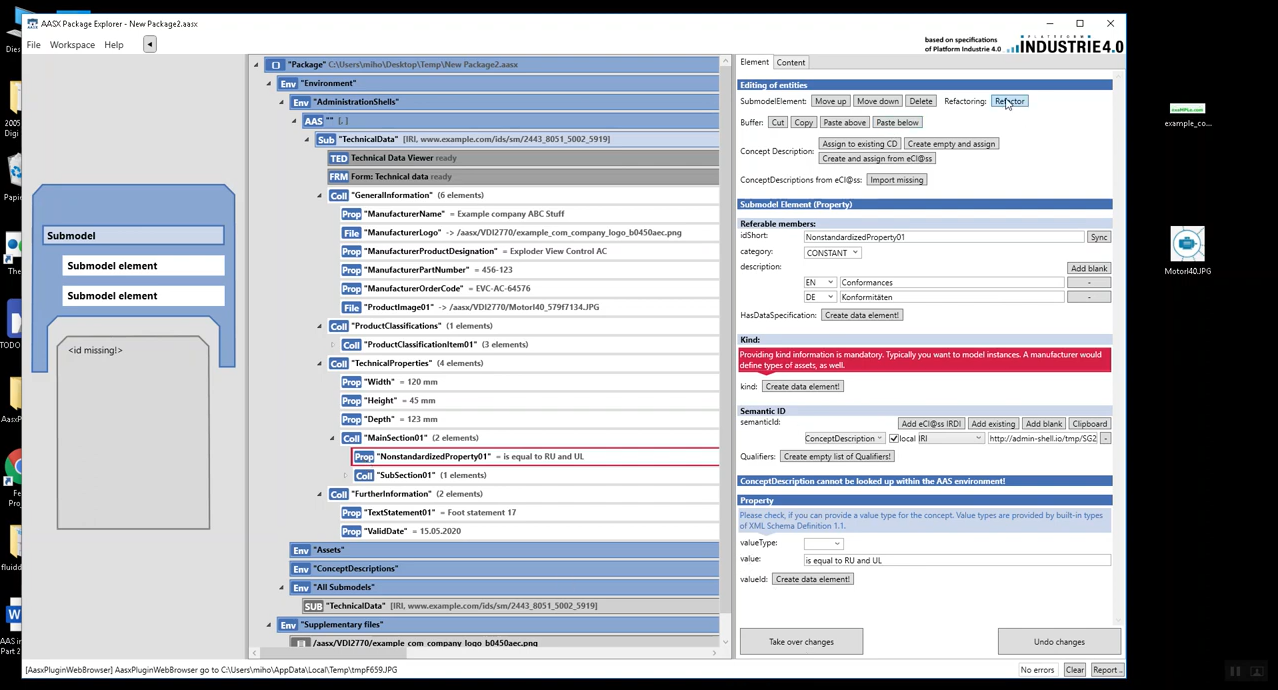 AASX Package Explorer - New Package2.aasx
File Workspace Help
based on specifications
of Platform Industrie 4.0
PLATFORM
INDUSTRIE4.0
Submodel
Submodel element
Submodel element
<id missing!>
"Package" C:\Users\miho\Desktop\Temp\New Package2.aasx
Env "Environment"
Env "AdministrationShells"
AAS "" [, ]
Sub "TechnicalData" [IRI, www.example.com/ids/sm/2443_8051_5002_5919]
TED Technical Data Viewer ready
FRM Form: Technical data ready
Coll "GeneralInformation" (6 elements)
Prop "ManufacturerName" = Example company ABC Stuff
File "ManufacturerLogo" -> /aasx/VDI2770/example_com_company_logo_b0450aec.png
Prop "ManufacturerProductDesignation" = Exploder View Control AC
Prop "ManufacturerPartNumber" = 456-123
Prop "ManufacturerOrderCode" = EVC-AC-64576
File "ProductImage01" -> /aasx/VDI2770/MotorI40_579f7134.JPG
Coll "ProductClassifications" (1 elements)
Coll "ProductClassificationItem01" (3 elements)
Coll "TechnicalProperties" (4 elements)
Prop "Width" = 120 mm
Prop "Height" = 45 mm
Prop "Depth" = 123 mm
Coll "MainSection01" (2 elements)
Prop "NonstandardizedProperty01" = is equal to RU and UL
Coll "SubSection01" (1 elements)
Coll "FurtherInformation" (2 elements)
Prop "TextStatement01" = Foot statement 17
Prop "ValidDate" = 15.05.2020
Env "Assets"
Env "ConceptDescriptions"
Env "All Submodels"
SUB "TechnicalData" [IRI, www.example.com/ids/sm/2443_8051_5002_5919]
Env "Supplementary files"
/aasx/VDI2770/example_com_company_logo_b0450aec.png
Element Content
Editing of entities
SubmodelElement: Move up Move down Delete Refactoring: Refactor
Buffer: Cut Copy Paste above Paste below
Concept Description: Assign to existing CD Create empty and assign
Create and assign from eCl@ss
ConceptDescriptions from eCl@ss: Import missing
Submodel Element (Property)
Referable members:
idShort: NonstandardizedProperty01 Sync
category: CONSTANT
description: Add blank
EN Conformances -
DE Konformitäten -
HasDataSpecification: Create data element!
Kind:
Providing kind information is mandatory. Typically you want to model instances. A manufacturer would
define types of assets, as well.
kind: Create data element!
Semantic ID
semanticId: Add eCl@ss IRDI Add existing Add blank Clipboard
ConceptDescription local IRI http://admin-shell.io/tmp/SG2 -
Qualifiers: Create empty list of Qualifiers!
ConceptDescription cannot be looked up within the AAS environment!
Property
Please check, if you can provide a value type for the concept. Value types are provided by built-in types
of XML Schema Definition 1.1.
valueType:
value: is equal to RU and UL
valueId: Create data element!
Take over changes Undo changes
[AasxPluginWebBrowser] AasxPluginWebBrowser go to C:\Users\miho\AppData\Local\Temp\tmpF659.JPG
No errors Clear Report..
example_co...
MotorI40.JPG